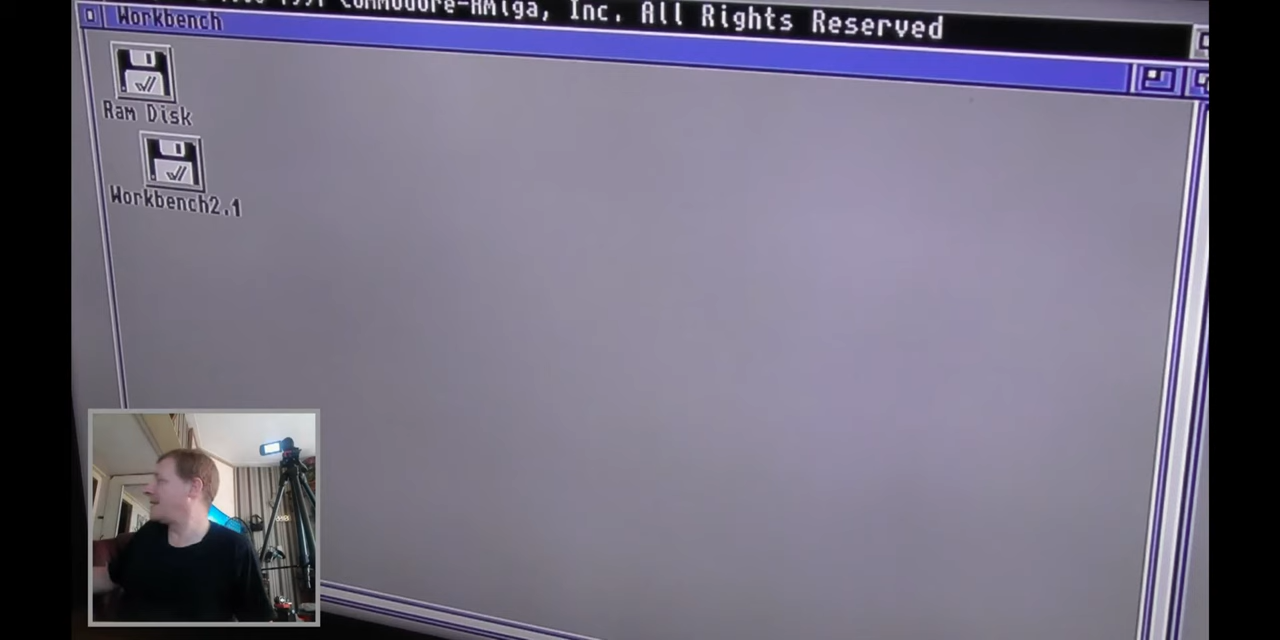 Commodore-Amiga, Inc. All Rights Reserved
Workbench
Ram Disk
Workbench2.1